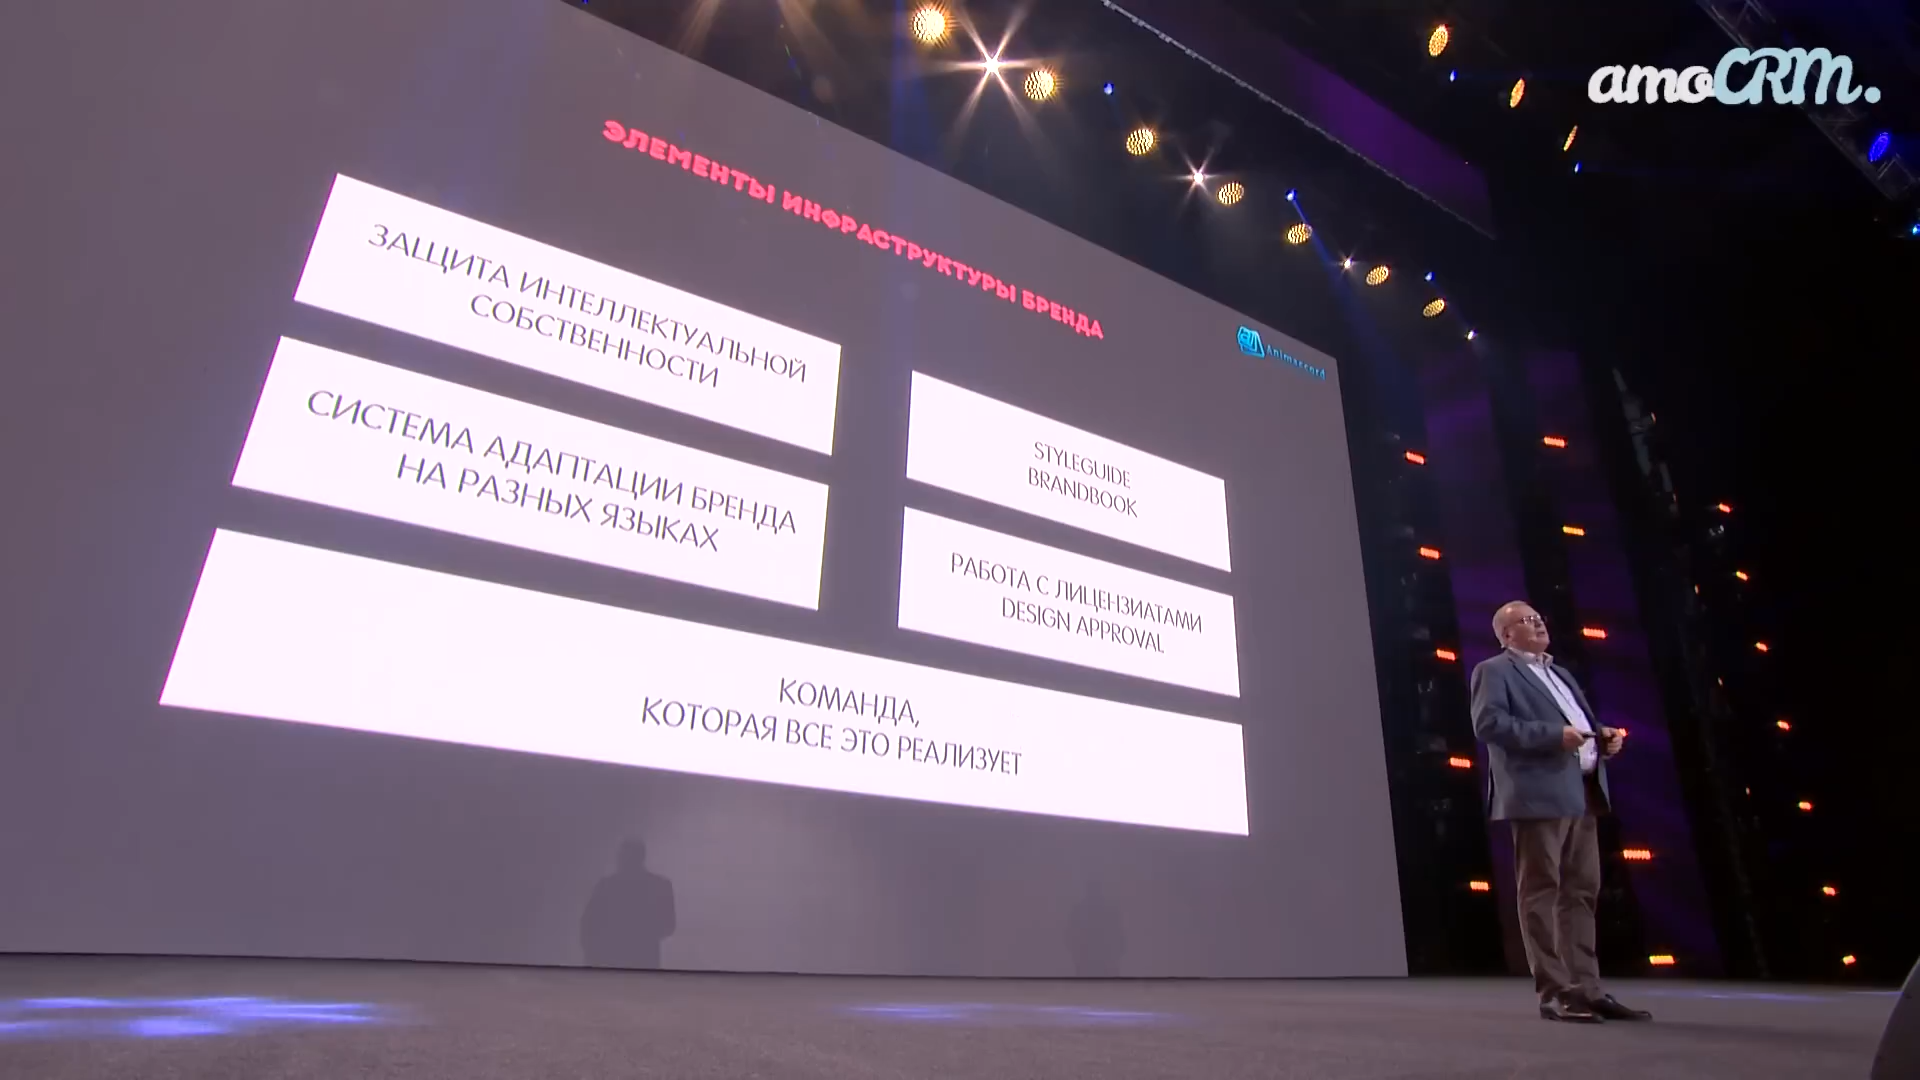 amoCRM.
ЭЛЕМЕНТЫ ИНФРАСТРУКТУРЫ БРЕНДА
Animaccord
ЗАЩИТА ИНТЕЛЛЕКТУАЛЬНОЙ
СОБСТВЕННОСТИ
СИСТЕМА АДАПТАЦИИ БРЕНДА
НА РАЗНЫХ ЯЗЫКАХ
STYLEGUIDE
BRANDBOOK
РАБОТА С ЛИЦЕНЗИАТАМИ
DESIGN APPROVAL
КОМАНДА,
КОТОРАЯ ВСЕ ЭТО РЕАЛИЗУЕТ